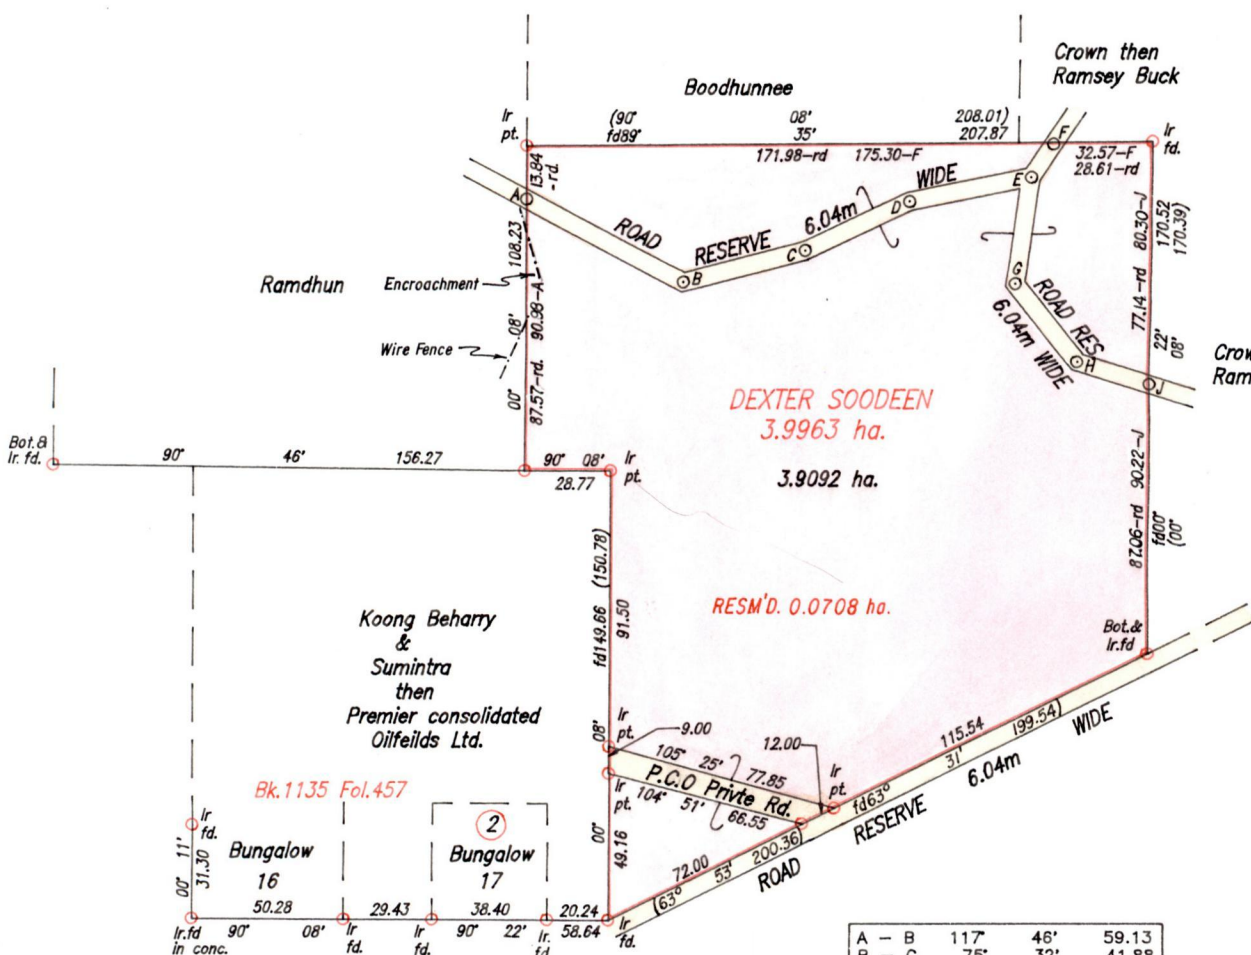 Crown then
Ramsey Buck
Boodhunnee
Ir
pt.
(90° 08' 208.01)
fd89° 35' 207.87
171.98-rd 175.30-F
F
32.57-F
28.61-rd
Ir
fd.
13.84
-rd.
A
ROAD
RESERVE
6.04m
WIDE
B
C
D
E
G
H
J
ROAD RES.
6.04m WIDE
80.30-J
170.52
170.39)
77.14-rd
22'
08'
Crow
Ram
Ramdhun
Encroachment
Wire Fence
108.23
90.98-A
08'
00°
87.57-rd.
DEXTER SOODEEN
3.9963 ha.
3.9092 ha.
RESM'D. 0.0708 ha.
Bot.&
Ir. fd.
90° 46' 156.27
90° 08'
28.77
Ir
pt.
87.06-rd 90.22-J
fd00°
(00°
Bot.&
Ir.fd
fd149.66 (150.78)
91.50
08'
Koong Beharry
&
Sumintra
then
Premier consolidated
Oilfeilds Ltd.
Bk.1135 Fol.457
Ir
pt.
9.00
105° 25' 77.85
P.C.O Privte Rd.
104° 51' 66.55
12.00
Ir
pt.
Ir
pt.
00°
49.16
115.54
fd63° 31' 199.54)
ROAD RESERVE 6.04m WIDE
72.00
(63° 53' 200.36)
Ir
fd.
00° 11'
31.30
Bungalow
16
2
Bungalow
17
50.28
29.43
38.40
20.24
Ir.fd
in conc.
90° 08'
Ir
fd.
Ir.
fd.
90° 22'
Ir.
fd
58.64
Ir
fd.
A - B 117° 46' 59.13
B - C 75° 32' 41.88